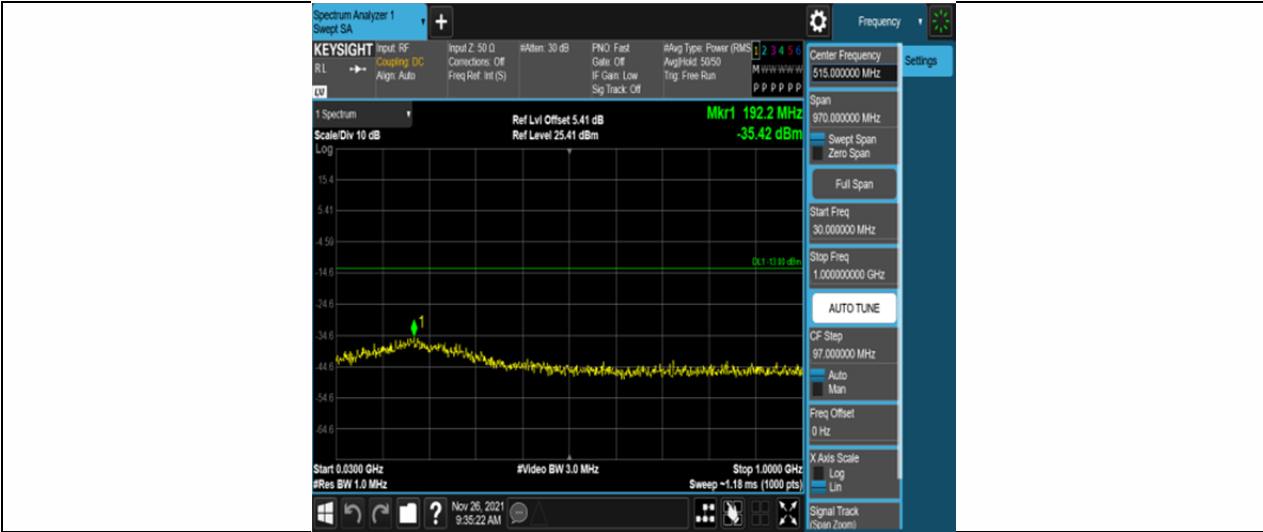 Spectrum Analyzer 1
Swept SA
Frequency
KEYSIGHT
Input: RF
Coupling: DC
Align: Auto
RL
LV
Input Z: 50 Ω
Corrections: Off
Freq Ref: Int (S)
#Atten: 30 dB
PNO: Fast
Gate: Off
IF Gain: Low
Sig Track: Off
#Avg Type: Power (RMS
Avg|Hold: 50/50
Trig: Free Run
1 2 3 4 5 6
M W W W W W
P P P P P P
1 Spectrum
Scale/Div 10 dB
Log
Ref Lvl Offset 5.41 dB
Ref Level 25.41 dBm
Mkr1 192.2 MHz
-35.42 dBm
15.4
5.41
-4.59
-14.6
-24.6
-34.6
-44.6
-54.6
-64.6
DL1 -13.00 dBm
1
Start 0.0300 GHz
#Res BW 1.0 MHz
#Video BW 3.0 MHz
Stop 1.0000 GHz
Sweep ~1.18 ms (1000 pts)
Nov 26, 2021
9:35:22 AM
Center Frequency
515.000000 MHz
Span
970.000000 MHz
Swept Span
Zero Span
Full Span
Start Freq
30.000000 MHz
Stop Freq
1.000000000 GHz
AUTO TUNE
CF Step
97.000000 MHz
Auto
Man
Freq Offset
0 Hz
X Axis Scale
Log
Lin
Signal Track
(Span Zoom)
Settings